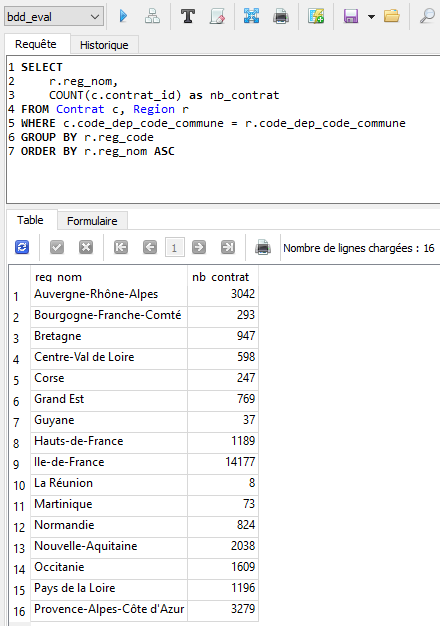 bdd_eval
Requête Historique
1 SELECT
2 r.reg_nom,
3 COUNT(c.contrat_id) as nb_contrat
4 FROM Contrat c, Region r
5 WHERE c.code_dep_code_commune = r.code_dep_code_commune
6 GROUP BY r.reg_code
7 ORDER BY r.reg_nom ASC
Table Formulaire
1 Nombre de lignes chargées : 16
reg_nom nb_contrat
1 Auvergne-Rhône-Alpes 3042
2 Bourgogne-Franche-Comté 293
3 Bretagne 947
4 Centre-Val de Loire 598
5 Corse 247
6 Grand Est 769
7 Guyane 37
8 Hauts-de-France 1189
9 Ile-de-France 14177
10 La Réunion 8
11 Martinique 73
12 Normandie 824
13 Nouvelle-Aquitaine 2038
14 Occitanie 1609
15 Pays de la Loire 1196
16 Provence-Alpes-Côte d'Azur 3279